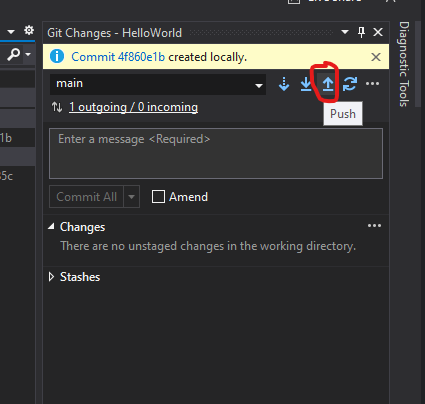 Git Changes - HelloWorld
Commit 4f860e1b created locally.
main
1 outgoing / 0 incoming
Push
Enter a message <Required>
Commit All
Amend
Changes
There are no unstaged changes in the working directory.
Stashes
Diagnostic Tools
1b
5c